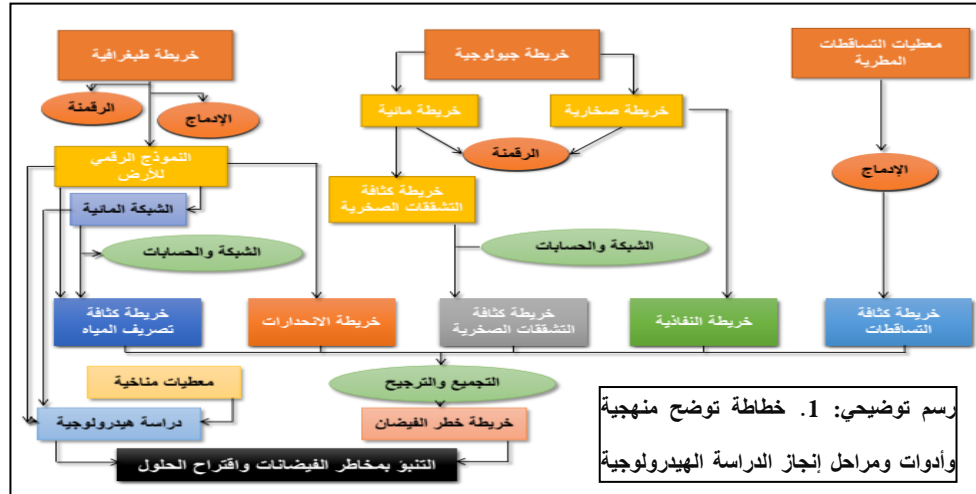 خريطة طبغرافية
خريطة جيولوجية
معطيات التساقطات
المطرية
الرقمنة
الإدماج
خريطة مائية
خريطة صخارية
الرقمنة
الإدماج
النموذج الرقمي
للأرض
خريطة كثافة
التشققات الصخرية
الشبكة المائية
الشبكة والحسابات
الشبكة والحسابات
خريطة كثافة
تصريف المياه
خريطة الانحدارات
خريطة كثافة
التشققات الصخرية
خريطة النفاذية
خريطة كثافة
التساقطات
معطيات مناخية
التجميع والترجيح
دراسة هيدرولوجية
خريطة خطر الفيضان
التنبؤ بمخاطر الفيضانات واقتراح الحلول
رسم توضيحي: 1. خطاطة توضح منهجية
وأدوات ومراحل إنجاز الدراسة الهيدرولوجية